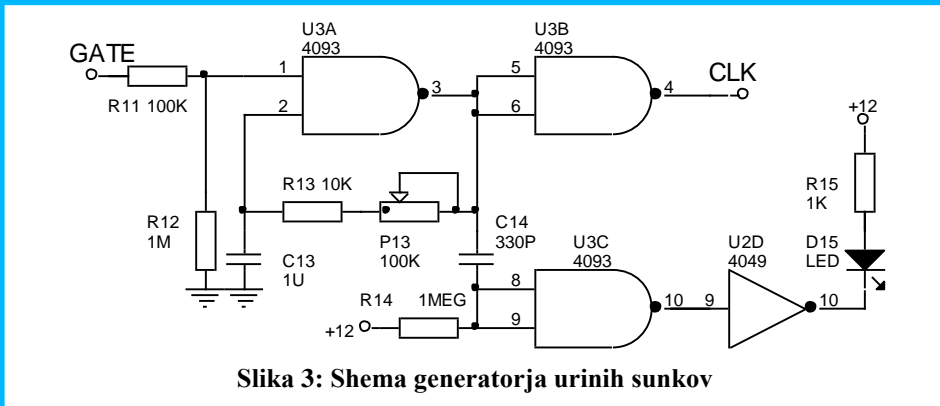 U3A
4093
U3B
4093
GATE
1
2
3
5
6
4
CLK
R11 100K
+12
R13 10K
R15
1K
R12
1M
P13
100K
C14
330P
U3C
4093
U2D
4049
D15
LED
C13
1U
R14
1MEG
8
9
10
9
10
+12
Slika 3: Shema generatorja urinih sunkov